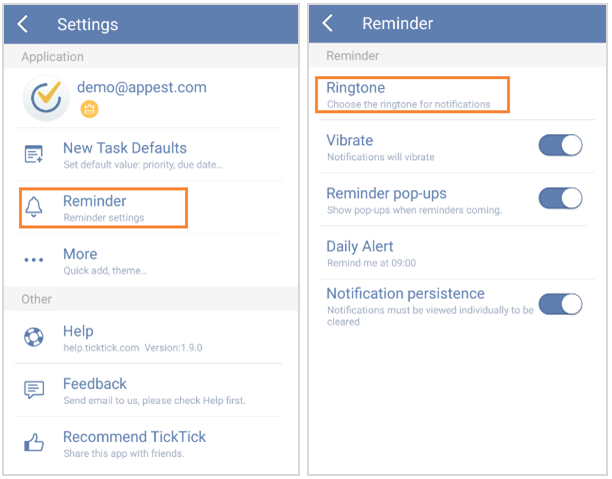 Settings
Application
demo@appest.com
New Task Defaults
Set default value: priority, due date...
Reminder
Reminder settings
More
Quick add, theme...
Other
Help
help.ticktick.com Version:1.9.0
Feedback
Send email to us, please check Help first.
Recommend TickTick
Share this app with friends.
Reminder
Reminder
Ringtone
Choose the ringtone for notifications
Vibrate
Notifications will vibrate
Reminder pop-ups
Show pop-ups when reminders coming.
Daily Alert
Remind me at 09:00
Notification persistence
Notifications must be viewed individually to be
cleared